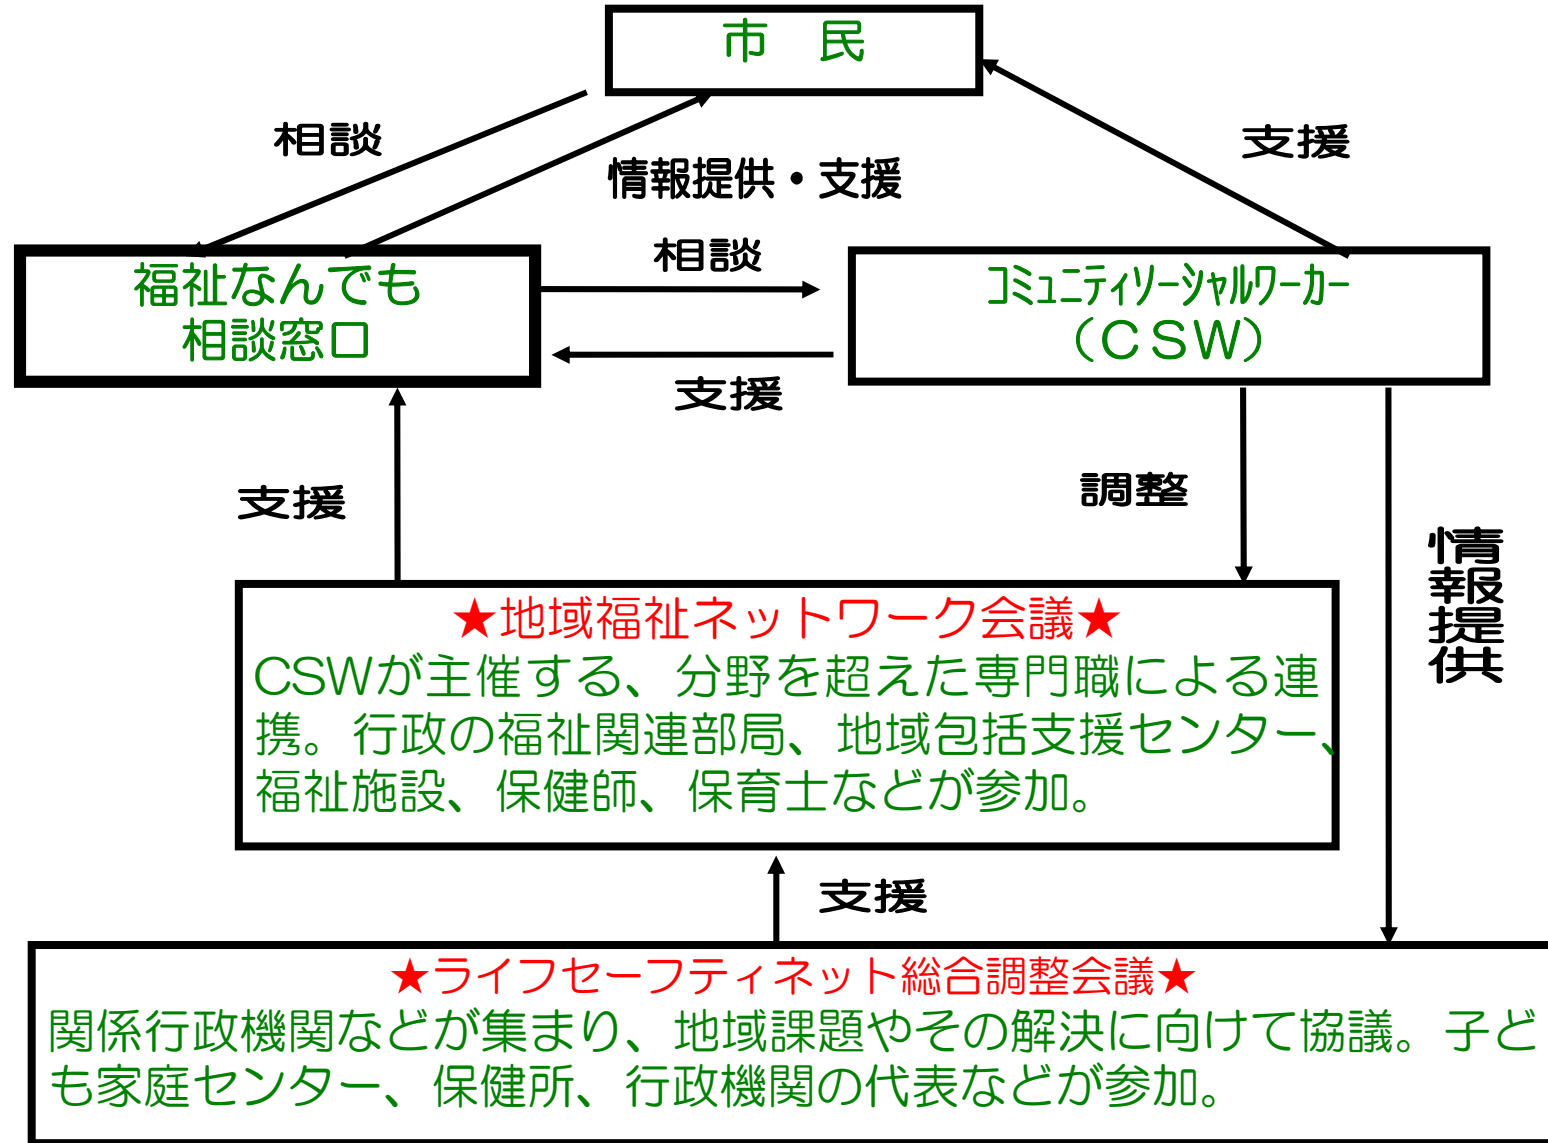 市　民
相談
支援
情報提供・支援
相談
福祉なんでも
相談窓口
ｺﾐｭﾆﾃｨｿｰｼｬﾙﾜｰｶｰ
（ＣＳＷ）
支援
支援
調整
情報提供
★地域福祉ネットワーク会議★
CSWが主催する、分野を超えた専門職による連
携。行政の福祉関連部局、地域包括支援センター、
福祉施設、保健師、保育士などが参加。
支援
★ライフセーフティネット総合調整会議★
関係行政機関などが集まり、地域課題やその解決に向けて協議。子ど
も家庭センター、保健所、行政機関の代表などが参加。